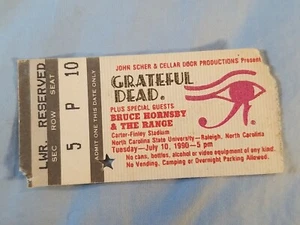 LWR. RESERVED
SEC ROW SEAT
5 P 10
ADMIT ONE THIS DATE ONLY
JOHN SCHER & CELLAR DOOR PRODUCTIONS Present
GRATEFUL
DEAD.
PLUS SPECIAL GUESTS
BRUCE HORNSBY
& THE RANGE
Carter-Finley Stadium
North Carolina State University—Raleigh, North Carolina
Tuesday—July 10, 1990—5 pm
No cans, bottles, alcohol or video equipment of any kind.
No Vending, Camping or Overnight Parking Allowed.